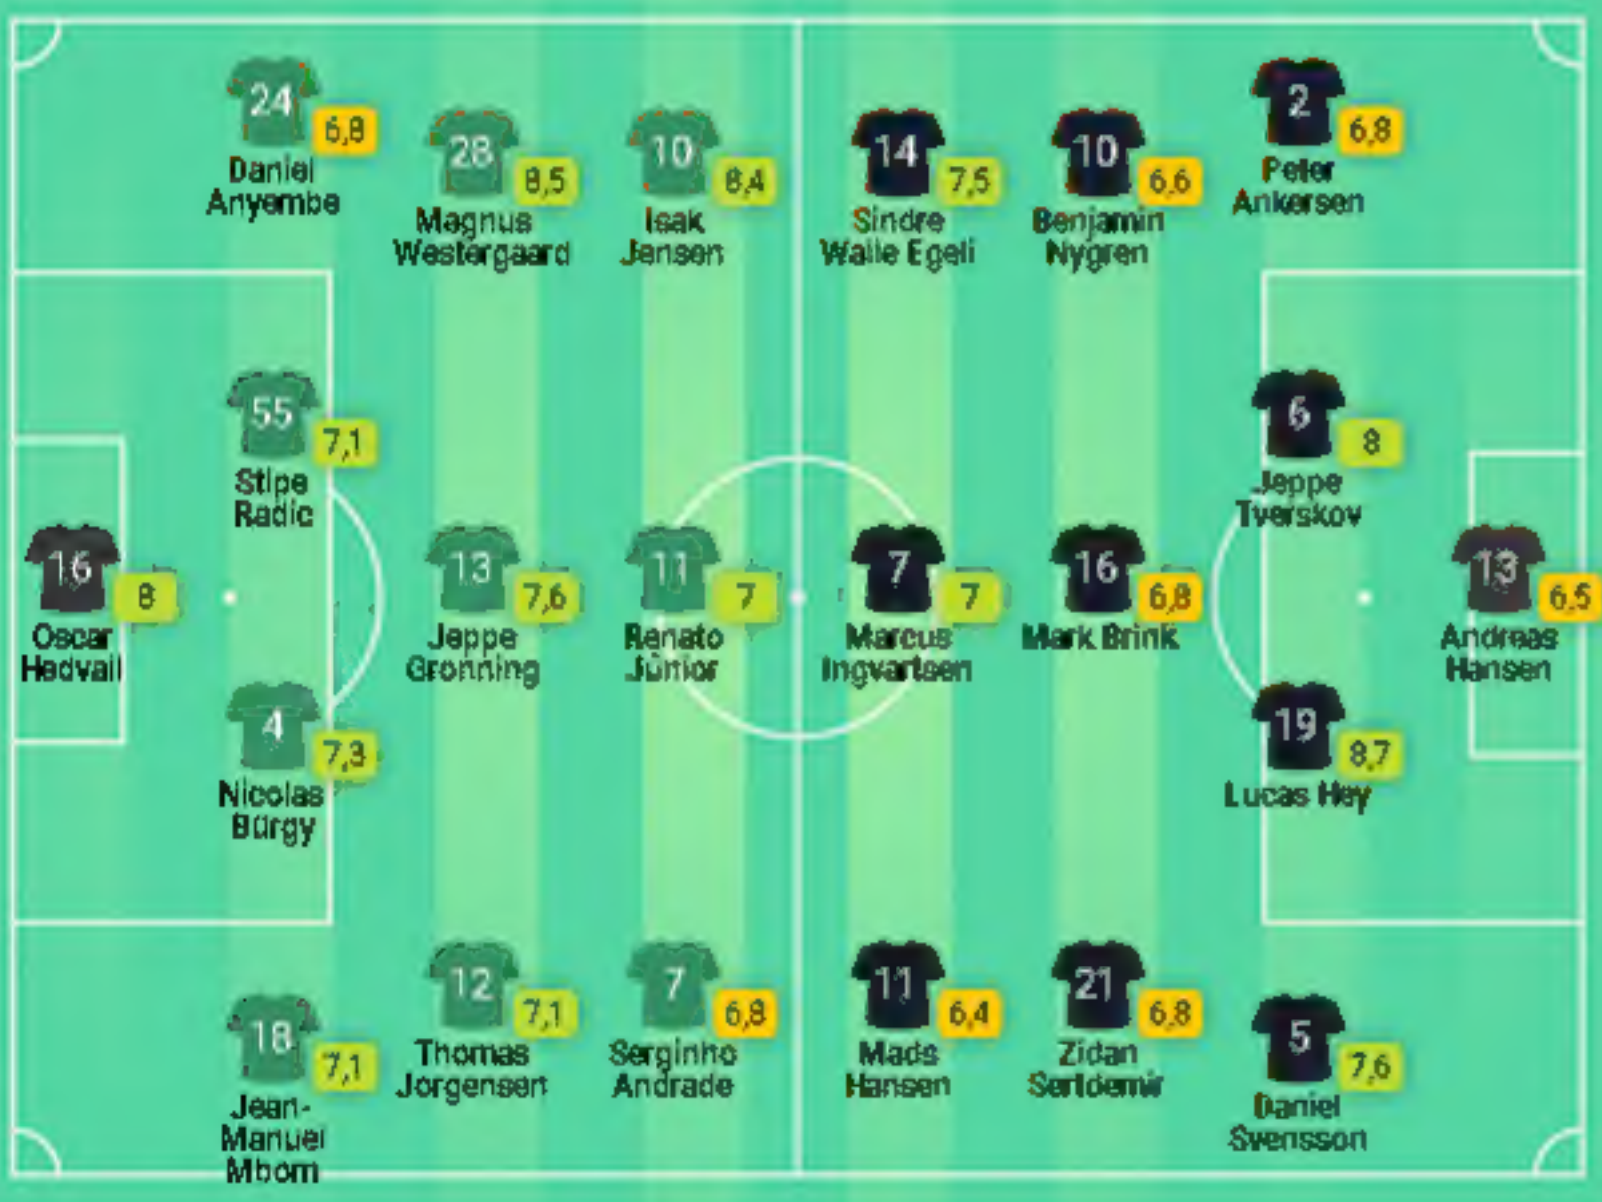 24
6,8
Daniel
Anyembe
28
8,5
Magnus
Westergaard
10
8,4
Isak
Jensen
14
7,5
Sindre
Walle Egeli
10
6,6
Benjamin
Nygren
2
6,8
Peter
Ankersen
55
7,1
Stipe
Radic
6
8
Jeppe
Tverskov
16
8
Oscar
Hedvall
13
7,6
Jeppe
Gronning
11
7
Renato
Júnior
7
7
Marcus
Ingvartsen
16
6,8
Mark Brink
13
6,5
Andreas
Hansen
4
7,3
Nicolas
Bürgy
19
8,7
Lucas Hey
12
7,1
Thomas
Jorgensen
7
6,8
Serginho
Andrade
11
6,4
Mads
Hansen
21
6,8
Zidan
Sertdemir
18
7,1
Jean-
Manuel
Mbom
5
7,6
Daniel
Svensson